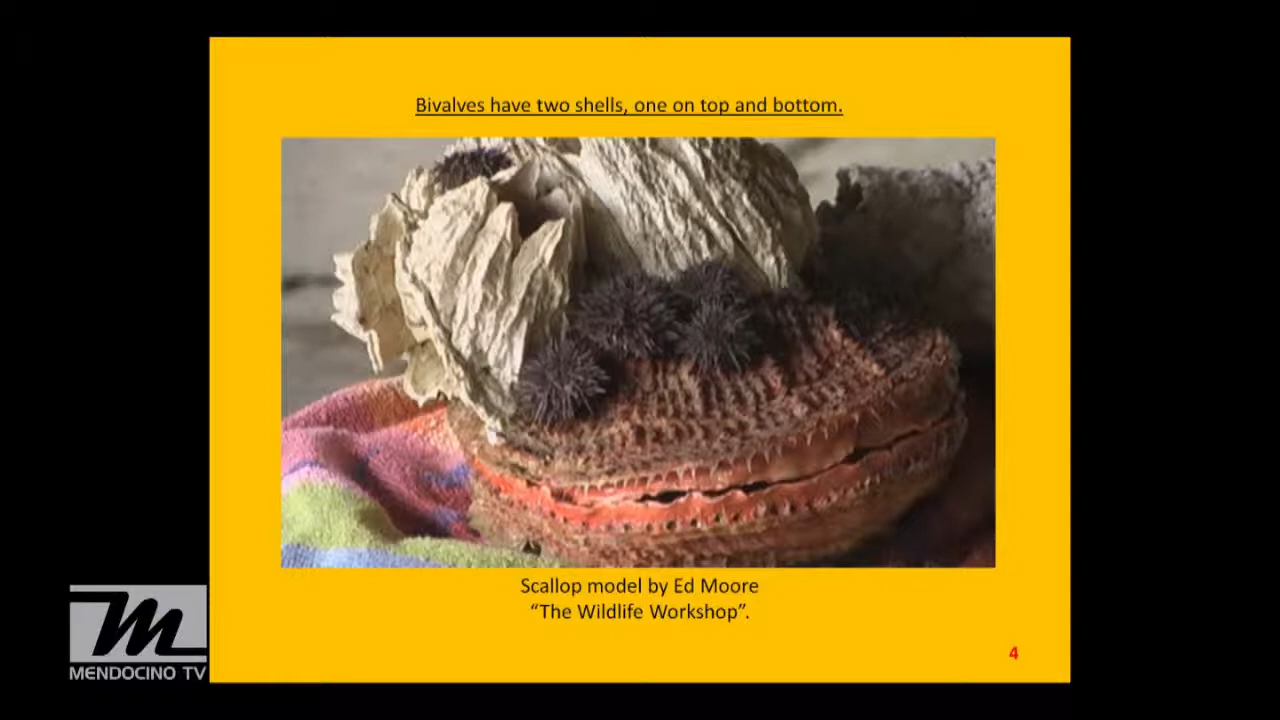 Bivalves have two shells, one on top and bottom.
Scallop model by Ed Moore
“The Wildlife Workshop”.
4
M
MENDOCINO TV